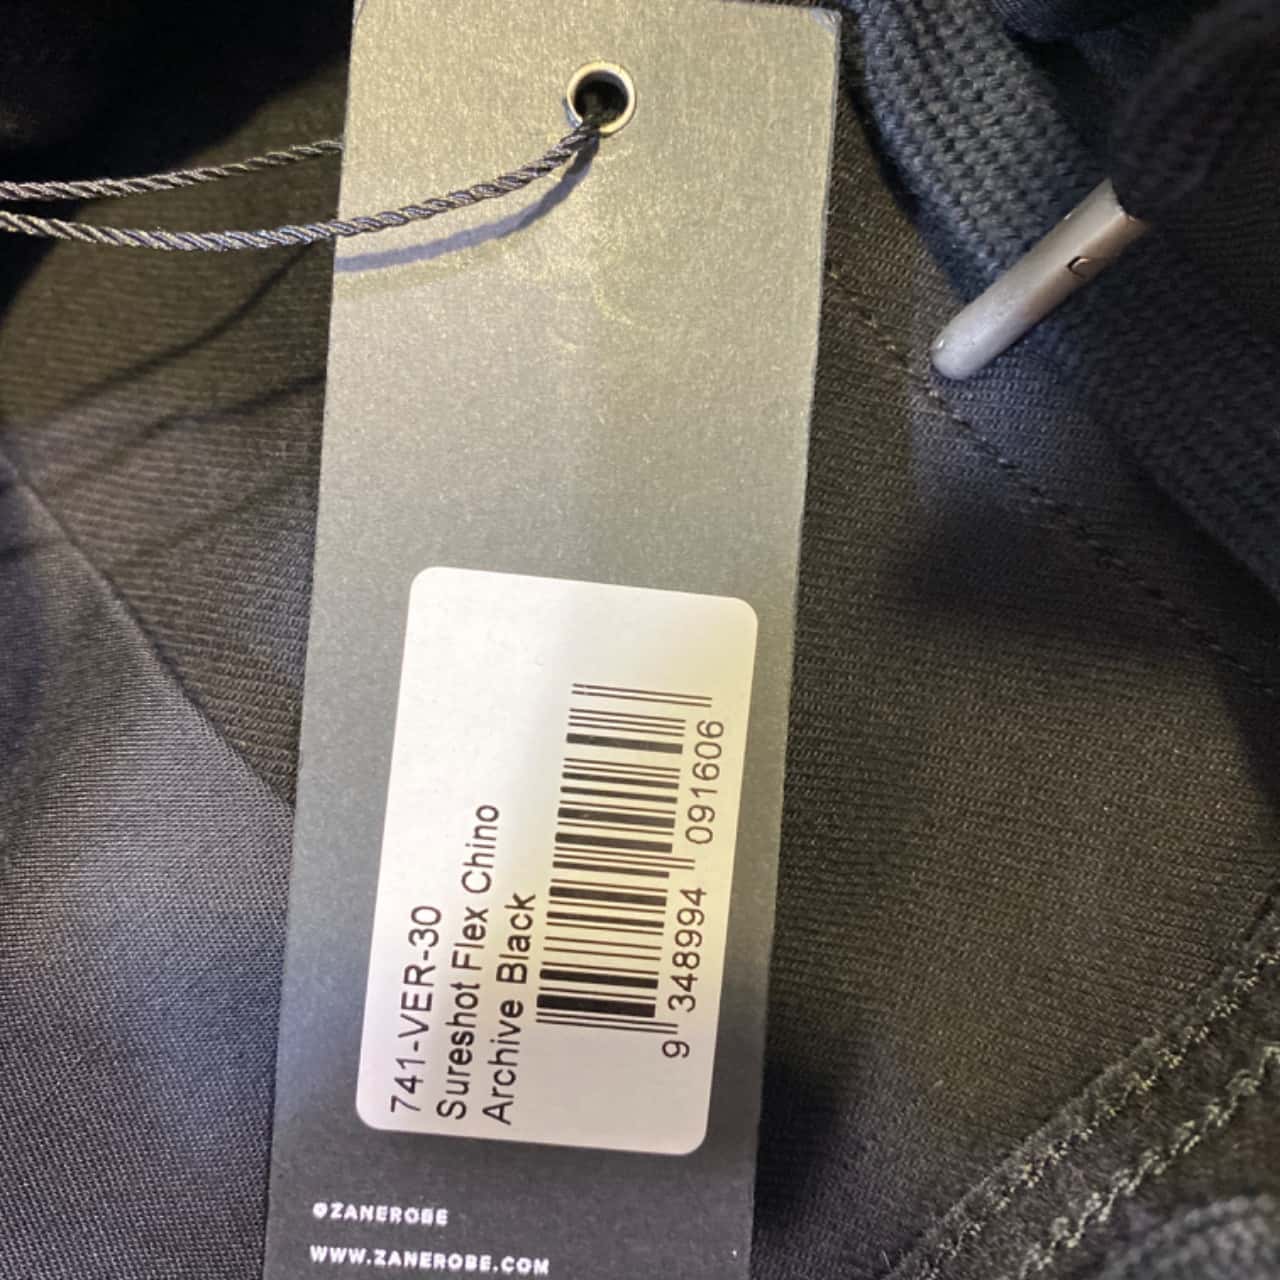 741-VER-30
Sureshot Flex Chino
Archive Black
9 348994 091606
@ZANEROBE
WWW.ZANEROBE.COM